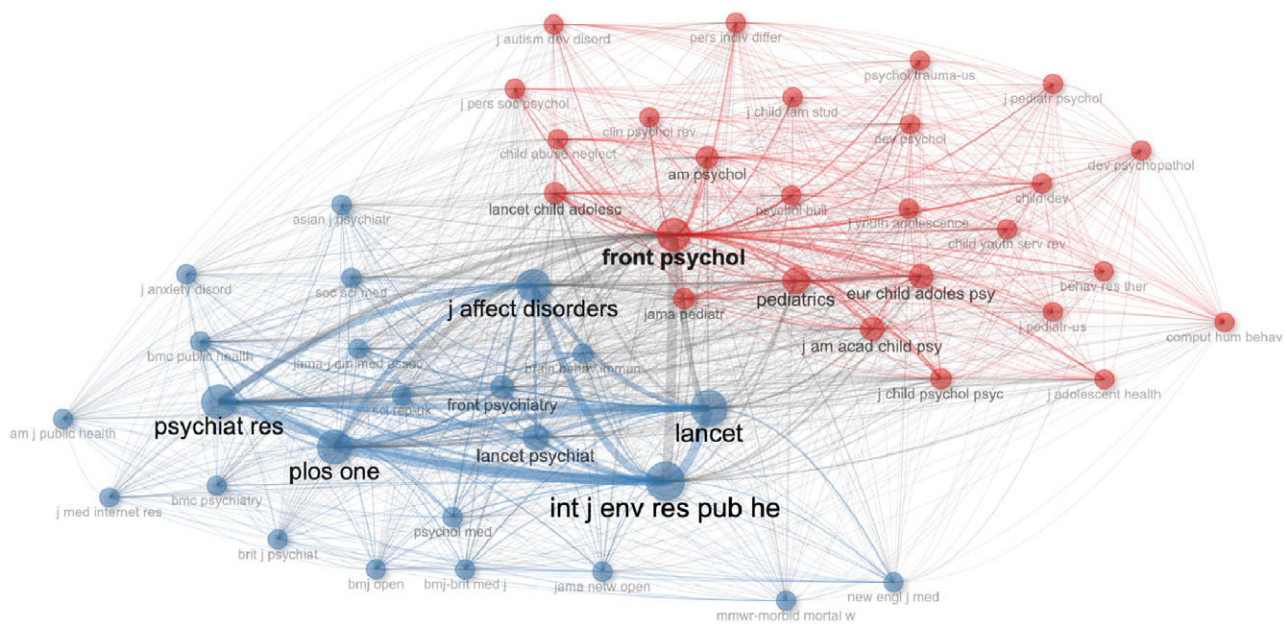 j autism dev disord
pers indiv differ
psychol trauma-us
j pediatr psychol
j pers soc psychol
j child fam stud
clin psychol rev
dev psychol
child abuse neglect
dev psychopathol
am psychol
child dev
psychol bull
lancet child adolesc
asian j psychiatr
j youth adolescence
child youth serv rev
front psychol
behav res ther
j anxiety disord
soc sci med
pediatrics
eur child adoles psy
j affect disorders
jama pediatr
j pediatr-us
comput hum behav
j am acad child psy
bmc public health
jama-j am med assoc
brain behav immun
j child psychol psyc
j adolescent health
sci rep-uk
front psychiatry
psychiat res
lancet
am j public health
lancet psychiat
plos one
bmc psychiatry
int j env res pub he
j med internet res
psychol med
brit j psychiat
bmj open
bmj-brit med j
jama netw open
new engl j med
mmwr-morbid mortal w